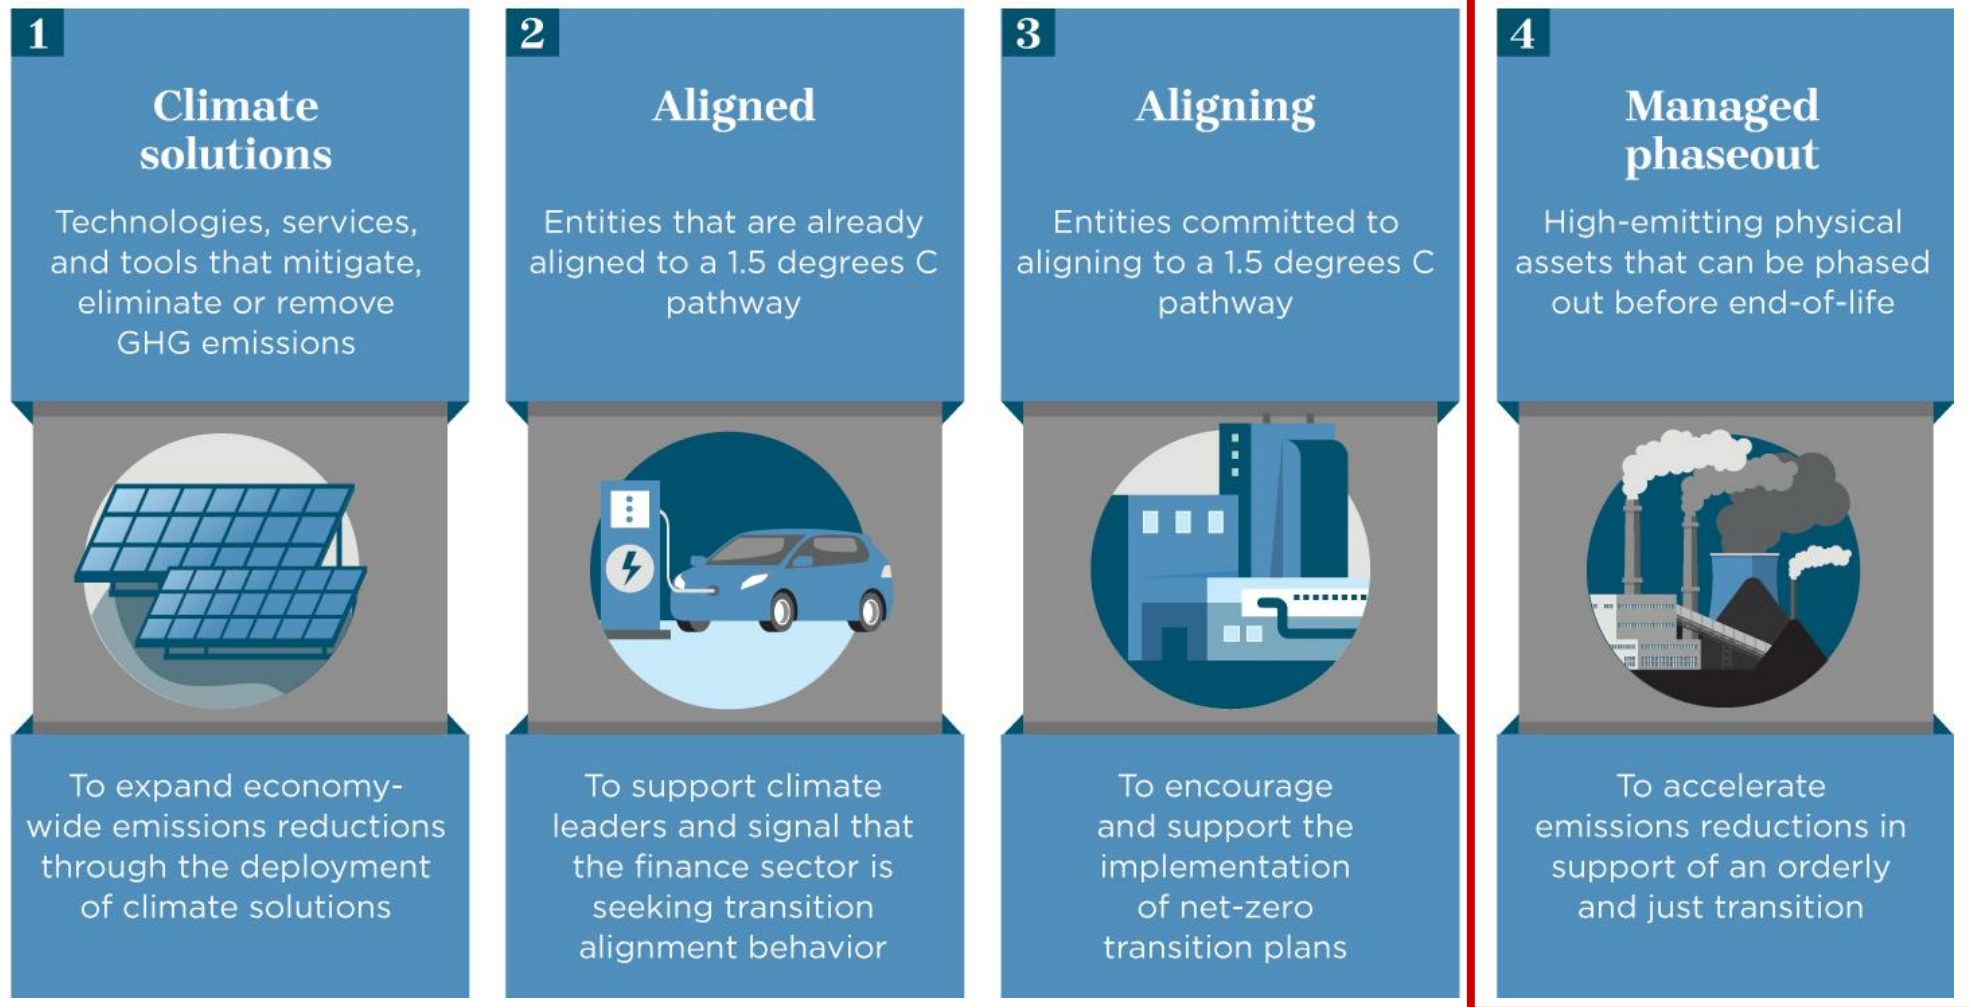 1
Climate
solutions
Technologies, services,
and tools that mitigate,
eliminate or remove
GHG emissions
To expand economy-
wide emissions reductions
through the deployment
of climate solutions
2
Aligned
Entities that are already
aligned to a 1.5 degrees C
pathway
To support climate
leaders and signal that
the finance sector is
seeking transition
alignment behavior
3
Aligning
Entities committed to
aligning to a 1.5 degrees C
pathway
To encourage
and support the
implementation
of net-zero
transition plans
4
Managed
phaseout
High-emitting physical
assets that can be phased
out before end-of-life
To accelerate
emissions reductions in
support of an orderly
and just transition